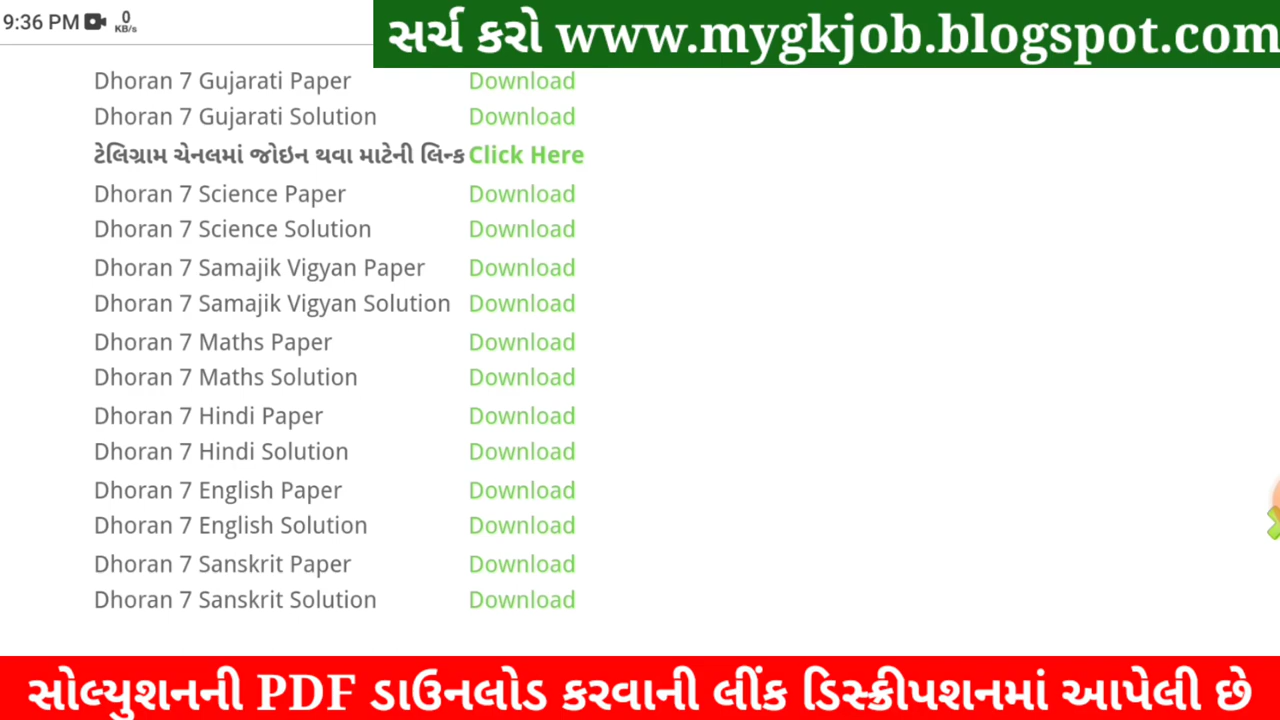 9:36 PM 0 KB/s
સર્ચ કરો www.mygkjob.blogspot.com
Dhoran 7 Gujarati Paper Download
Dhoran 7 Gujarati Solution Download
ટેલિગ્રામ ચેનલમાં જોઇન થવા માટેની લિન્ક Click Here
Dhoran 7 Science Paper Download
Dhoran 7 Science Solution Download
Dhoran 7 Samajik Vigyan Paper Download
Dhoran 7 Samajik Vigyan Solution Download
Dhoran 7 Maths Paper Download
Dhoran 7 Maths Solution Download
Dhoran 7 Hindi Paper Download
Dhoran 7 Hindi Solution Download
Dhoran 7 English Paper Download
Dhoran 7 English Solution Download
Dhoran 7 Sanskrit Paper Download
Dhoran 7 Sanskrit Solution Download
સોલ્યુશનની PDF ડાઉનલોડ કરવાની લીંક ડિસ્ક્રીપશનમાં આપેલી છે